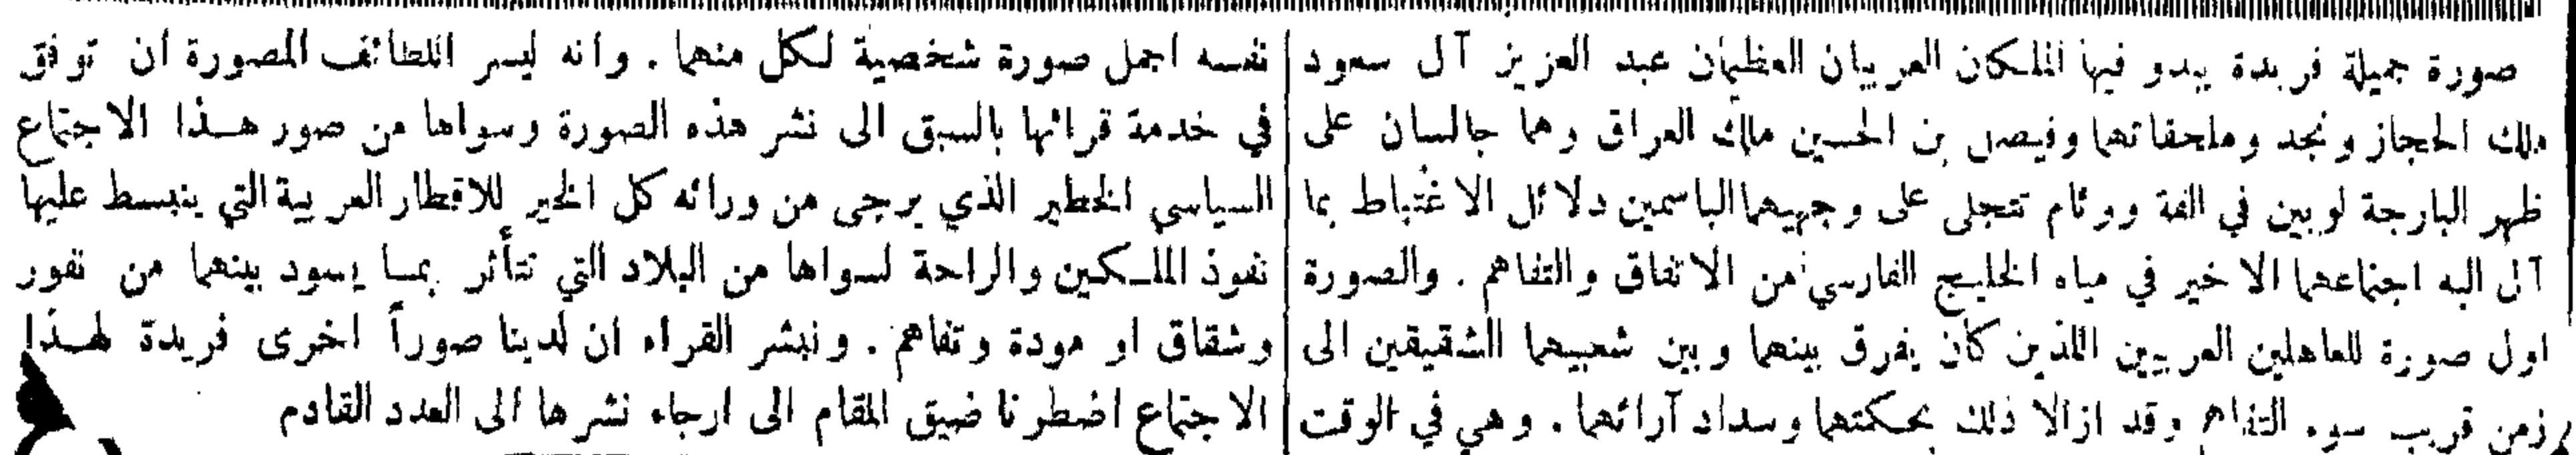 صورة جميلة فريدة يبدو فيها الملكان العربيان العظيمان عبد العزيز آل سعود
ملك الحجاز ونجد وملحقاتهما وفيصل بن الحسين ملك العراق وهما جالسان على
ظهر البارجة لوبين في الفة ووئام تتجلى على وجهيهما الباسمين دلائل الاغتباط بما
آل اليه اجتماعهما الاخير في مياه الخليج الفارسي من الاتفاق والتفاهم . والصورة
اول صورة للعاهلين العربيين اللذين كان يفرق بينهما وبين شعبيهما الشقيقين الى
زمن قريب سوء التفاهم وقد ازالا ذلك بحكمتهما وسداد آرائهما . وهي في الوقت
نفسه اجمل صورة شخصية لكل منهما . وانه ليسر اللطائف المصورة ان توفق
في خدمة قرائها بالسبق الى نشر هذه الصورة وسواها من صور هذا الاجتماع
السياسي الخطير الذي يرجى من ورائه كل الخير للاقطار العربية التي ينبسط عليها
نفوذ الملكين والراحة لسواها من البلاد التي تتأثر بما يسود بينهما من نفور
وشقاق او مودة وتفاهم . ونبشر القراء ان لدينا صوراً اخرى فريدة لهذا
الاجتماع اضطرنا ضيق المقام الى ارجاء نشرها الى العدد القادم